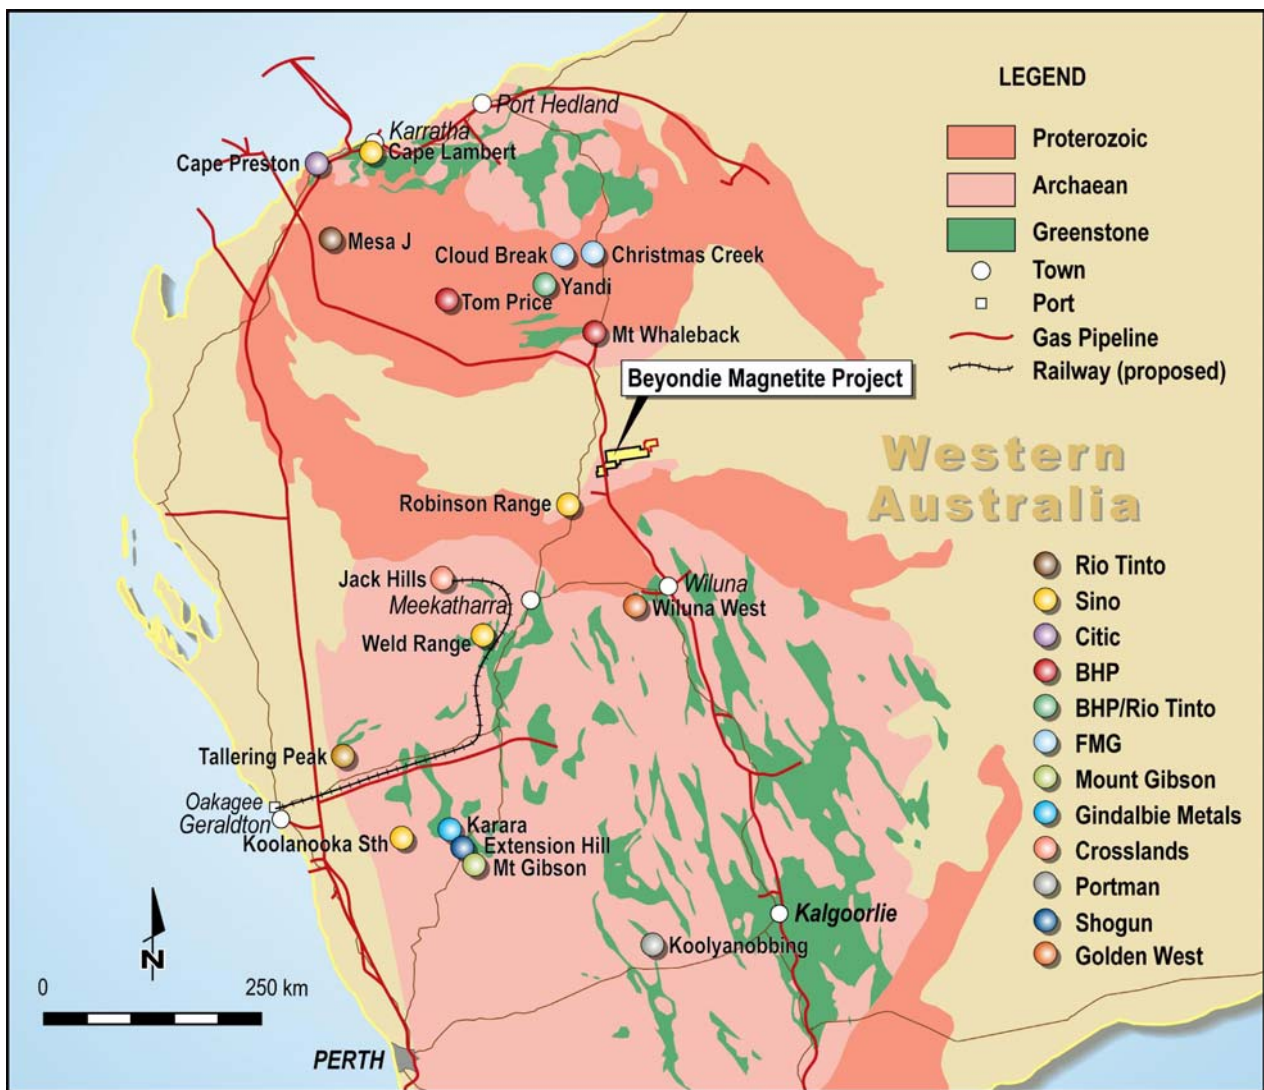 LEGEND
Proterozoic
Archaean
Greenstone
Town
Port
Gas Pipeline
Railway (proposed)
Port Hedland
Karratha
Cape Lambert
Cape Preston
Mesa J
Cloud Break
Christmas Creek
Yandi
Tom Price
Mt Whaleback
Beyondie Magnetite Project
Western
Australia
Robinson Range
Jack Hills
Meekatharra
Wiluna
Wiluna West
Weld Range
Tallering Peak
Oakagee
Geraldton
Koolanooka Sth
Karara
Extension Hill
Mt Gibson
Kalgoorlie
Koolyanobbing
Rio Tinto
Sino
Citic
BHP
BHP/Rio Tinto
FMG
Mount Gibson
Gindalbie Metals
Crosslands
Portman
Shogun
Golden West
N
0 250 km
PERTH